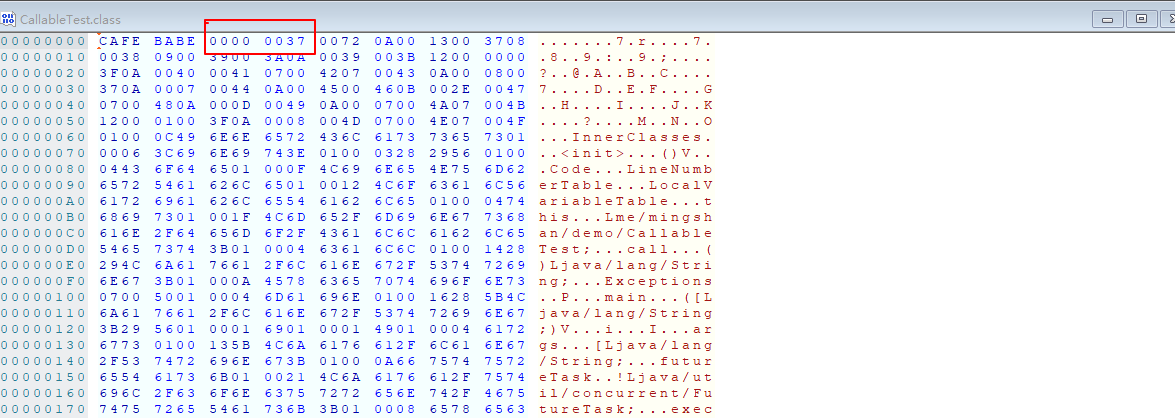 CallableTest.class
00000000 CAFE BABE 0000 0037 0072 0A00 1300 3708 .......7.r....7.
00000010 0038 0900 3900 3A0A 0039 003B 1200 0000 .8..9.:..9.;....
00000020 3F0A 0040 0041 0700 4207 0043 0A00 0800 ?..@.A..B..C....
00000030 370A 0007 0044 0A00 4500 460B 002E 0047 7....D..E.F....G
00000040 0700 480A 000D 0049 0A00 0700 4A07 004B ..H....I....J..K
00000050 1200 0100 3F0A 0008 004D 0700 4E07 004F ....?....M..N..O
00000060 0100 0C49 6E6E 6572 436C 6173 7365 7301 ...InnerClasses.
00000070 0006 3C69 6E69 743E 0100 0328 2956 0100 ..<init>...()V..
00000080 0443 6F64 6501 000F 4C69 6E65 4E75 6D62 .Code...LineNumb
00000090 6572 5461 626C 6501 0012 4C6F 6361 6C56 erTable...LocalV
000000A0 6172 6961 626C 6554 6162 6C65 0100 0474 ariableTable...t
000000B0 6869 7301 001F 4C6D 652F 6D69 6E67 7368 his...Lme/mingsh
000000C0 616E 2F64 656D 6F2F 4361 6C6C 6162 6C65 an/demo/Callable
000000D0 5465 7374 3B01 0004 6361 6C6C 0100 1428 Test;...call...(
000000E0 294C 6A61 7661 2F6C 616E 672F 5374 7269 )Ljava/lang/Stri
000000F0 6E67 3B01 000A 4578 6365 7074 696F 6E73 ng;...Exceptions
00000100 0700 5001 0004 6D61 696E 0100 1628 5B4C ..P...main...([L
00000110 6A61 7661 2F6C 616E 672F 5374 7269 6E67 java/lang/String
00000120 3B29 5601 0001 6901 0001 4901 0004 6172 ;)V...i...I...ar
00000130 6773 0100 135B 4C6A 6176 612F 6C61 6E67 gs...[Ljava/lang
00000140 2F53 7472 696E 673B 0100 0A66 7574 7572 /String;...futur
00000150 6554 6173 6B01 0021 4C6A 6176 612F 7574 eTask..!Ljava/ut
00000160 696C 2F63 6F6E 6375 7272 656E 742F 4675 il/concurrent/Fu
00000170 7475 7265 5461 736B 3B01 0008 6578 6563 tureTask;...exec